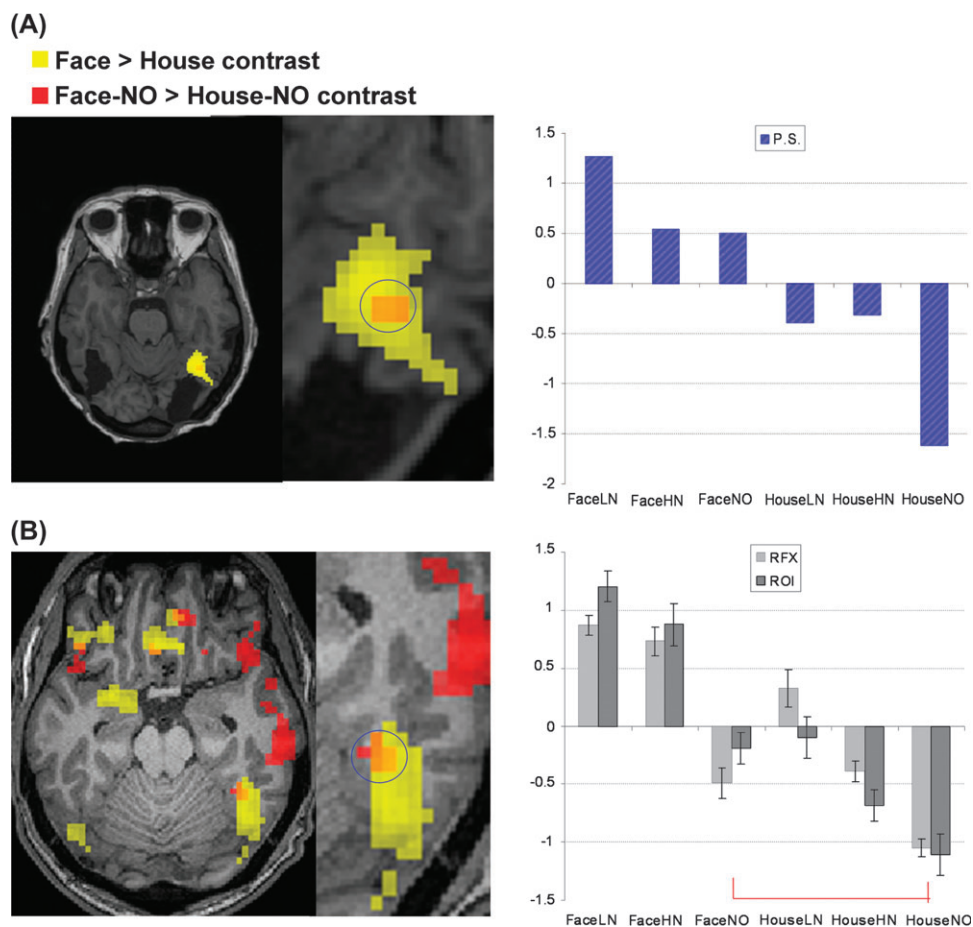 (A)
Face > House contrast
Face-NO > House-NO contrast
P.S.
1.5
1
0.5
0
-0.5
-1
-1.5
-2
FaceLN FaceHN FaceNO HouseLN HouseHN HouseNO
(B)
RFX
ROI
1.5
1
0.5
0
-0.5
-1
-1.5
FaceLN FaceHN FaceNO HouseLN HouseHN HouseNO